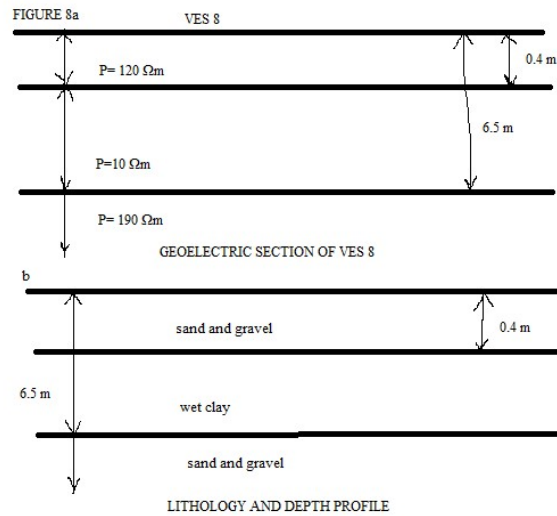 FIGURE 8a VES 8
0.4 m
P= 120 Ωm
6.5 m
P=10 Ωm
P= 190 Ωm
GEOELECTRIC SECTION OF VES 8
b
sand and gravel
0.4 m
6.5 m
wet clay
sand and gravel
LITHOLOGY AND DEPTH PROFILE